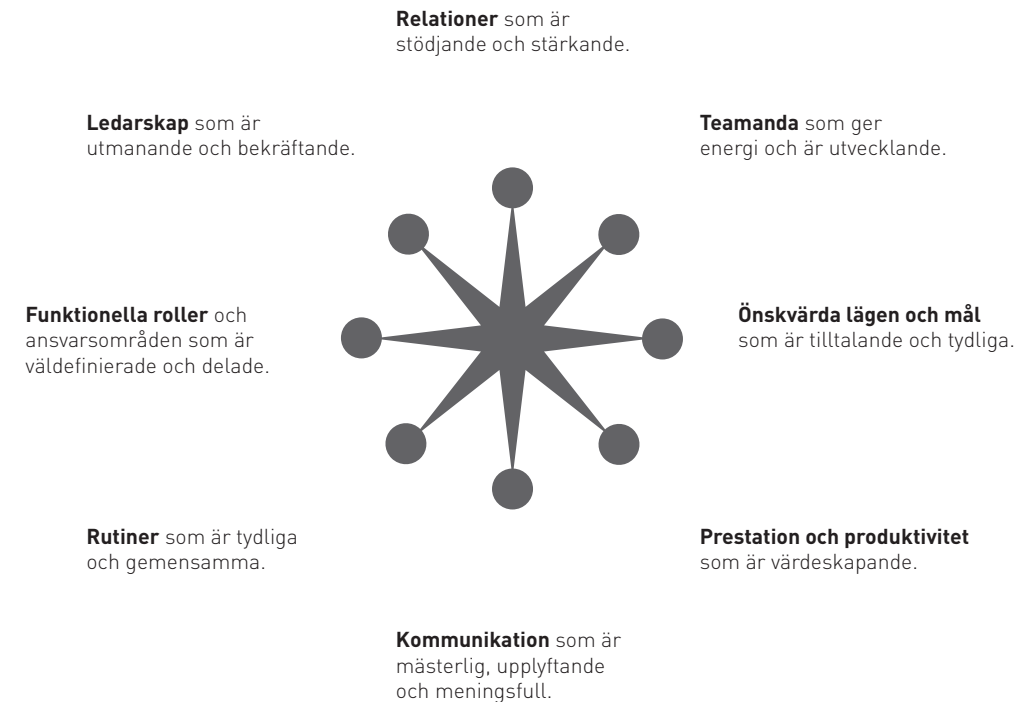 Relationer som är
stödjande och stärkande.
Ledarskap som är
utmanande och bekräftande.
Teamanda som ger
energi och är utvecklande.
Funktionella roller och
ansvarsområden som är
väldefinierade och delade.
Önskvärda lägen och mål
som är tilltalande och tydliga.
Rutiner som är tydliga
och gemensamma.
Prestation och produktivitet
som är värdeskapande.
Kommunikation som är
mästerlig, upplyftande
och meningsfull.